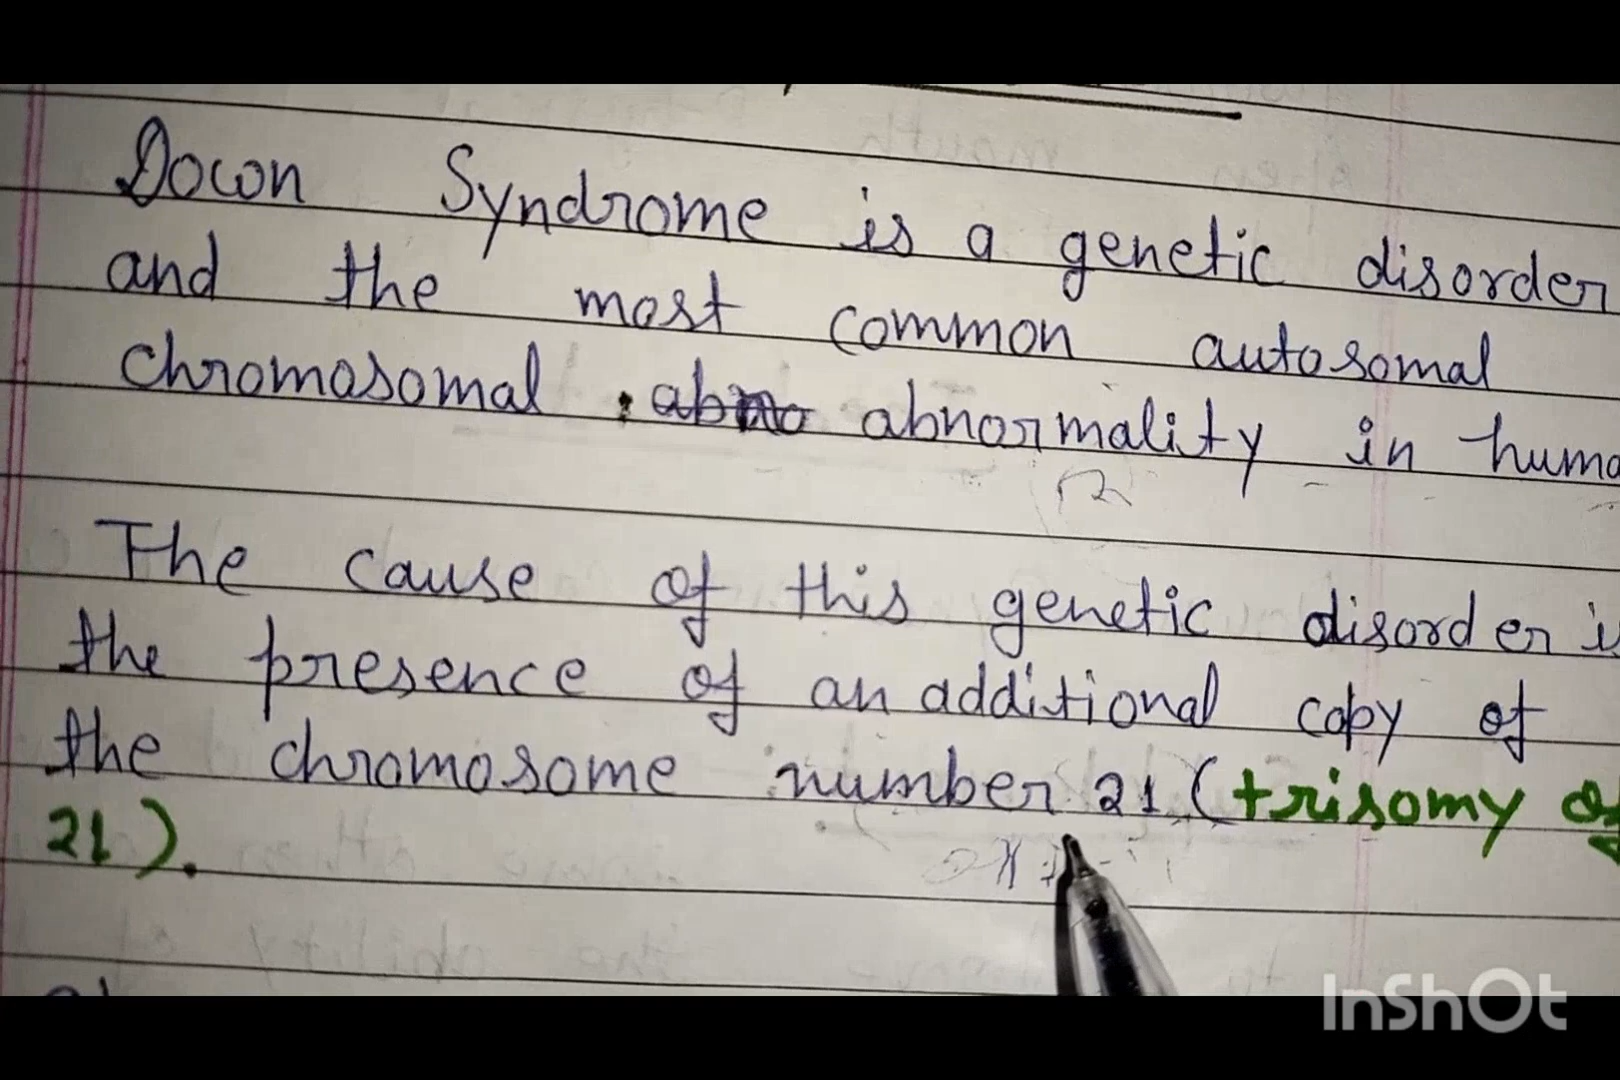 Down Syndrome is a genetic disorder
and the most common autosomal
chromosomal abno abnormality in huma
The cause of this genetic disorder is
the presence of an additional copy of
the chromosome number 21 (trisomy of
21).
InShOt